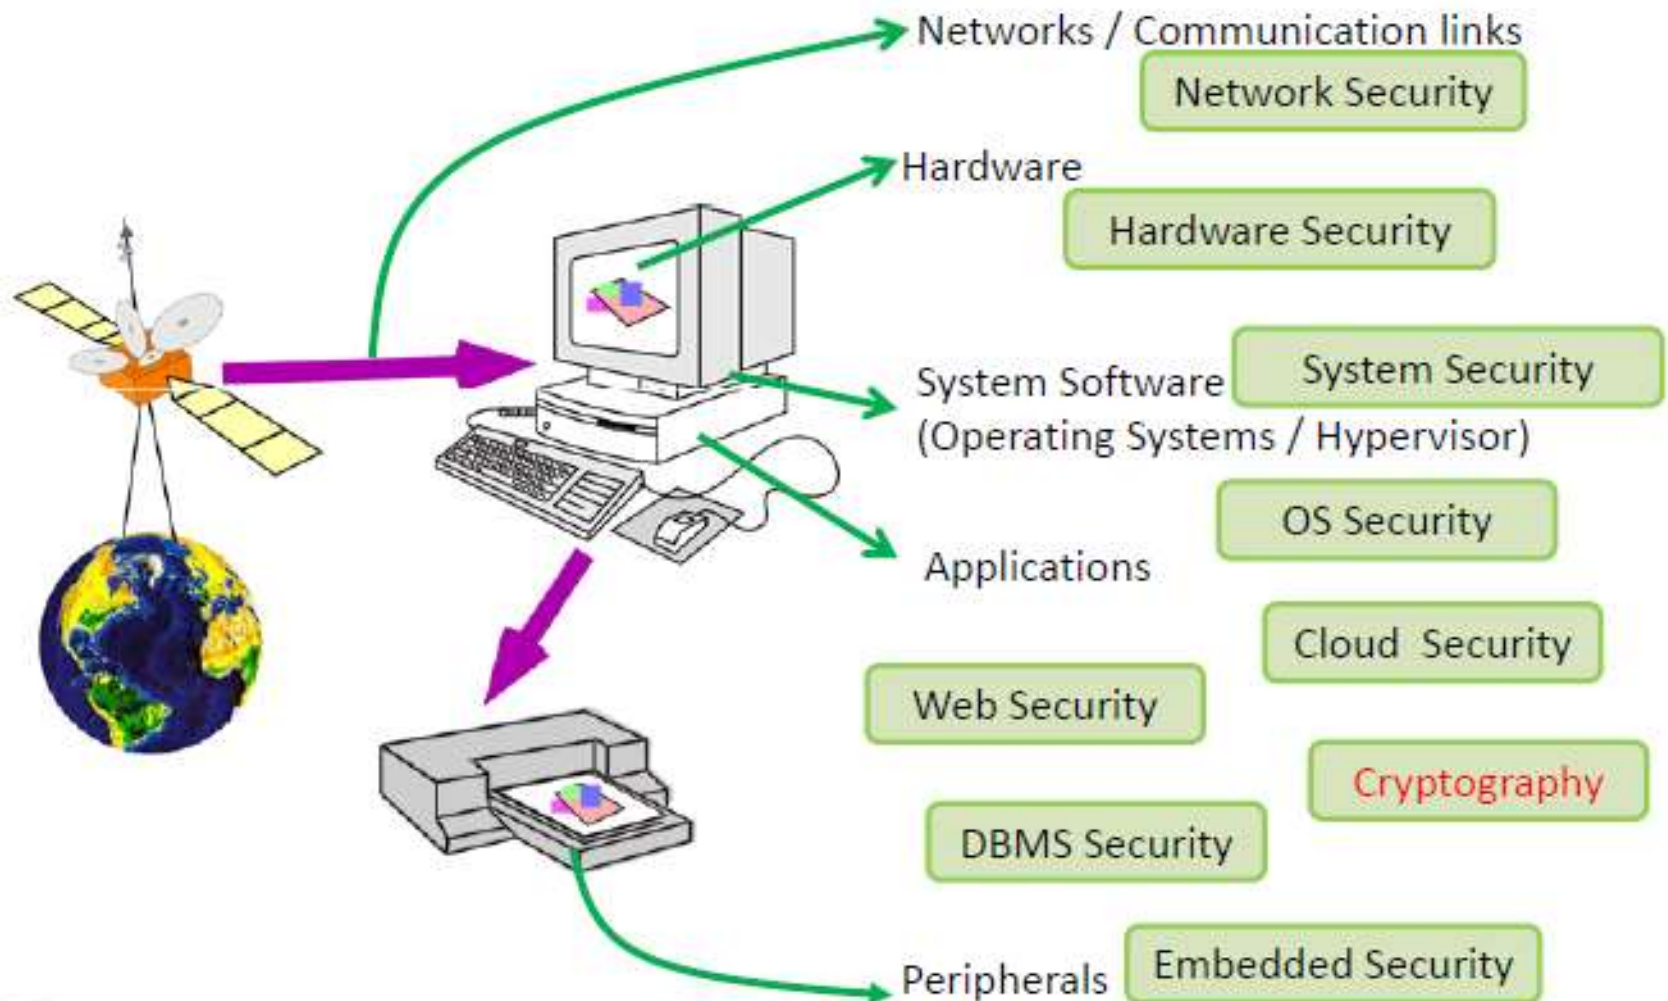 Networks / Communication links
Network Security
Hardware
Hardware Security
System Software
System Security
(Operating Systems / Hypervisor)
OS Security
Applications
Cloud Security
Web Security
Cryptography
DBMS Security
Peripherals
Embedded Security